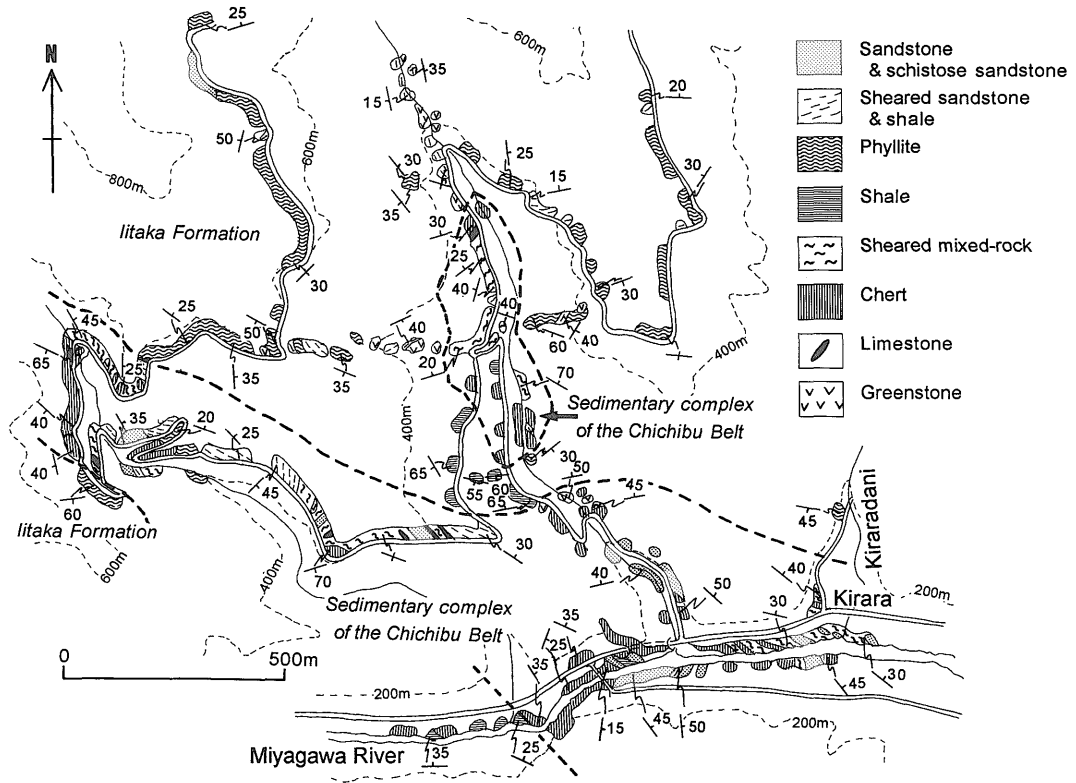 25
N
600m
35
15
20
50
600m
30
25
30
800m
15
35
Iitaka Formation
30
25
30
40
40
30
25
45
50
40
60
40
65
25
35
20
400m
35
70
Sedimentary complex
of the Chichibu Belt
35
20
400m
25
40
65
30
50
45
40
45
55
60
65
60
Iitaka Formation
45
30
600m
400m
70
40
50
40
Kiraradani
Kirara
200m
Sedimentary complex
of the Chichibu Belt
35
30
25
0
500m
35
200m
30
45
15
45
50
200m
Miyagawa River
35
25
Sandstone
& schistose sandstone
Sheared sandstone
& shale
Phyllite
Shale
Sheared mixed-rock
Chert
Limestone
Greenstone